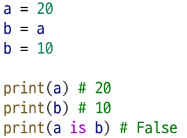 a = 20
b = a
b = 10
print(a) # 20
print(b) # 10
print(a is b) # False